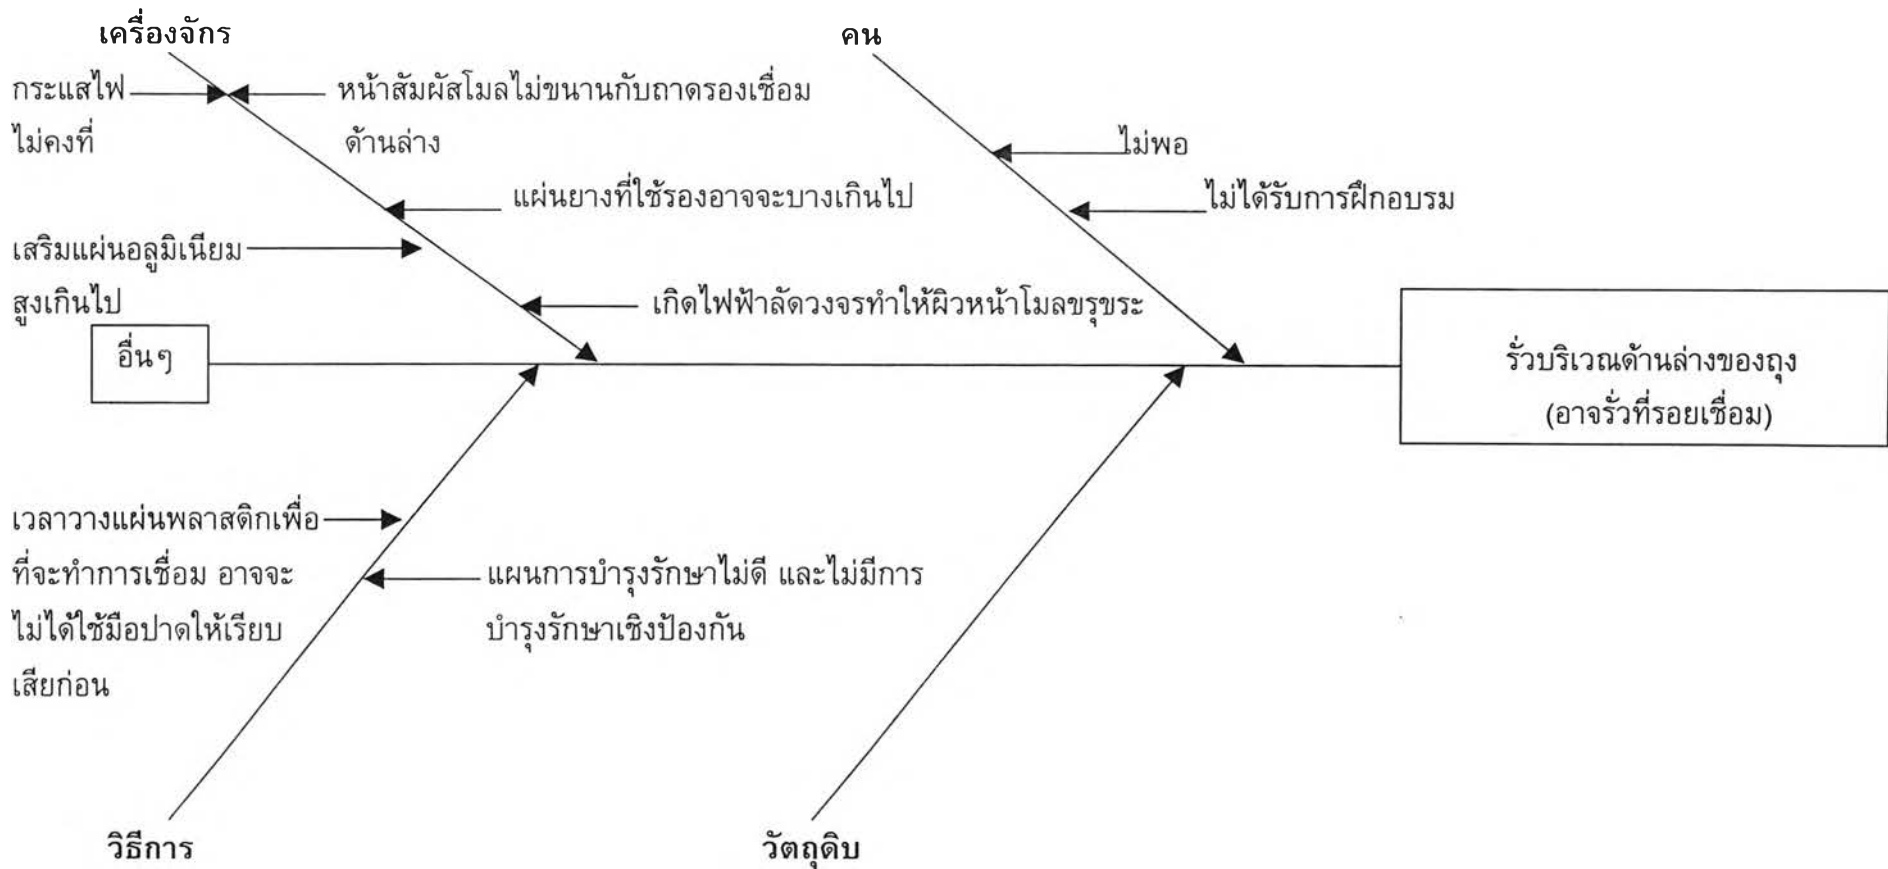 เครื่องจักร
คน
กระแสไฟ
ไม่คงที่
หน้าสัมผัสโมลไม่ขนานกับถาดรองเชื่อม
ด้านล่าง
ไม่พอ
แผ่นยางที่ใช้รองอาจจะบางเกินไป
ไม่ได้รับการฝึกอบรม
เสริมแผ่นอลูมิเนียม
สูงเกินไป
เกิดไฟฟ้าลัดวงจรทำให้ผิวหน้าโมลขรุขระ
อื่นๆ
รั่วบริเวณด้านล่างของถุง
(อาจรั่วที่รอยเชื่อม)
เวลาวางแผ่นพลาสติกเพื่อ
ที่จะทำการเชื่อม อาจจะ
ไม่ได้ใช้มือปาดให้เรียบ
เสียก่อน
แผนการบำรุงรักษาไม่ดี และไม่มีการ
บำรุงรักษาเชิงป้องกัน
วิธีการ
วัตถุดิบ